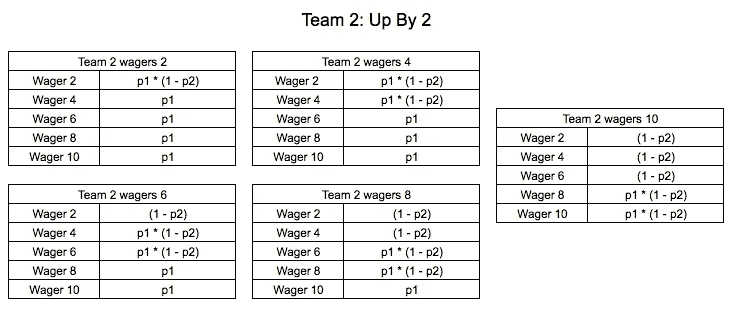 Team 2: Up By 2
Team 2 wagers 2
Wager 2 p1 * (1 - p2)
Wager 4 p1
Wager 6 p1
Wager 8 p1
Wager 10 p1
Team 2 wagers 4
Wager 2 p1 * (1 - p2)
Wager 4 p1 * (1 - p2)
Wager 6 p1
Wager 8 p1
Wager 10 p1
Team 2 wagers 10
Wager 2 (1 - p2)
Wager 4 (1 - p2)
Wager 6 (1 - p2)
Wager 8 p1 * (1 - p2)
Wager 10 p1 * (1 - p2)
Team 2 wagers 6
Wager 2 (1 - p2)
Wager 4 p1 * (1 - p2)
Wager 6 p1 * (1 - p2)
Wager 8 p1
Wager 10 p1
Team 2 wagers 8
Wager 2 (1 - p2)
Wager 4 (1 - p2)
Wager 6 p1 * (1 - p2)
Wager 8 p1 * (1 - p2)
Wager 10 p1